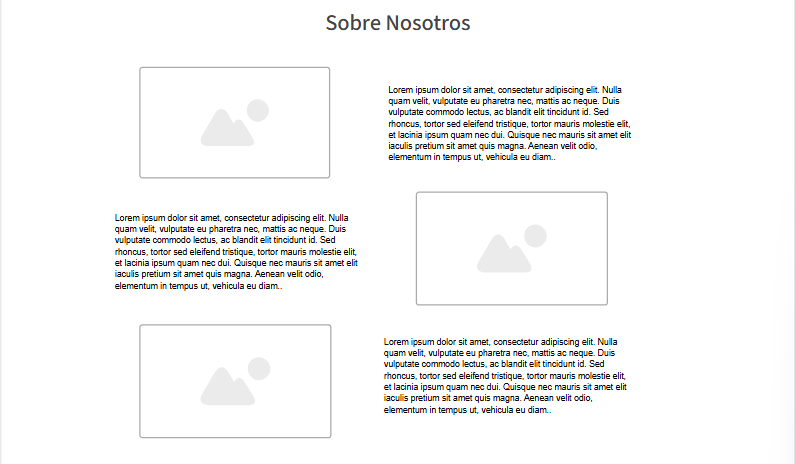 Sobre Nosotros
Lorem ipsum dolor sit amet, consectetur adipiscing elit. Nulla
quam velit, vulputate eu pharetra nec, mattis ac neque. Duis
vulputate commodo lectus, ac blandit elit tincidunt id. Sed
rhoncus, tortor sed eleifend tristique, tortor mauris molestie elit,
et lacinia ipsum quam nec dui. Quisque nec mauris sit amet elit
iaculis pretium sit amet quis magna. Aenean velit odio,
elementum in tempus ut, vehicula eu diam..
Lorem ipsum dolor sit amet, consectetur adipiscing elit. Nulla
quam velit, vulputate eu pharetra nec, mattis ac neque. Duis
vulputate commodo lectus, ac blandit elit tincidunt id. Sed
rhoncus, tortor sed eleifend tristique, tortor mauris molestie elit,
et lacinia ipsum quam nec dui. Quisque nec mauris sit amet elit
iaculis pretium sit amet quis magna. Aenean velit odio,
elementum in tempus ut, vehicula eu diam..
Lorem ipsum dolor sit amet, consectetur adipiscing elit. Nulla
quam velit, vulputate eu pharetra nec, mattis ac neque. Duis
vulputate commodo lectus, ac blandit elit tincidunt id. Sed
rhoncus, tortor sed eleifend tristique, tortor mauris molestie elit,
et lacinia ipsum quam nec dui. Quisque nec mauris sit amet elit
iaculis pretium sit amet quis magna. Aenean velit odio,
elementum in tempus ut, vehicula eu diam..